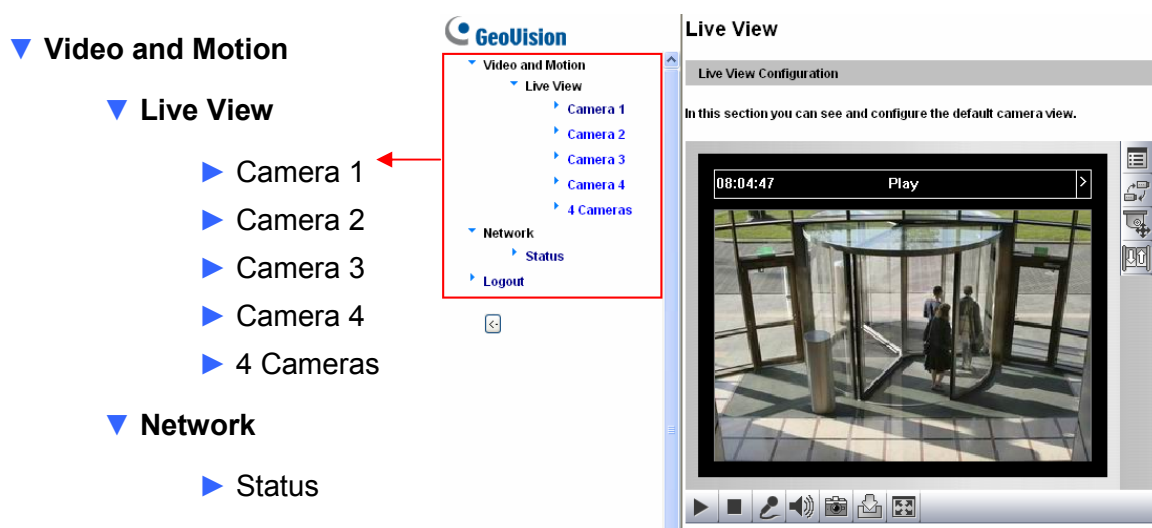 Video and Motion
Live View
Camera 1
Camera 2
Camera 3
Camera 4
4 Cameras
Network
Status
GeoVision
Video and Motion
Live View
Camera 1
Camera 2
Camera 3
Camera 4
4 Cameras
Network
Status
Logout
<-
Live View
Live View Configuration
In this section you can see and configure the default camera view.
08:04:47 Play >